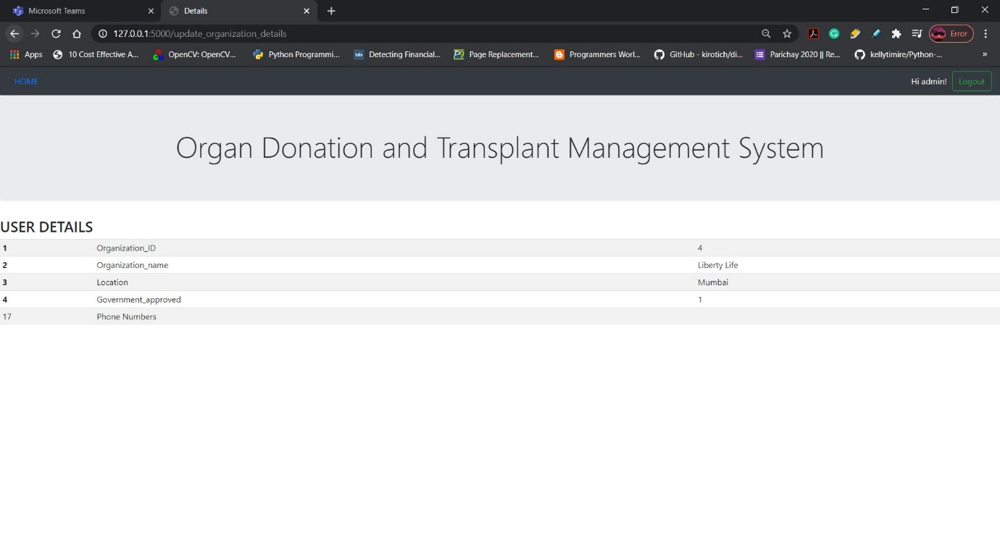 Microsoft Teams
Details
127.0.0.1:5000/update_organization_details
Error
Apps
10 Cost Effective A...
OpenCV: OpenCV...
Python Programmi...
tds
Detecting Financial...
Page Replacement...
Programmers Worl...
GitHub - kirotich/di...
Parichay 2020 || Re...
kellytimire/Python-...
»
HOME
Hi admin!
Logout
Organ Donation and Transplant Management System
USER DETAILS
1 Organization_ID 4
2 Organization_name Liberty Life
3 Location Mumbai
4 Government_approved 1
17 Phone Numbers